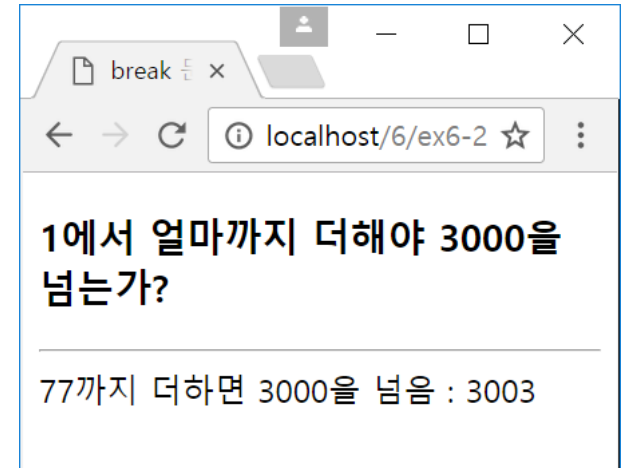 break
localhost/6/ex6-2
1에서 얼마까지 더해야 3000을
넘는가?
77까지 더하면 3000을 넘음 : 3003